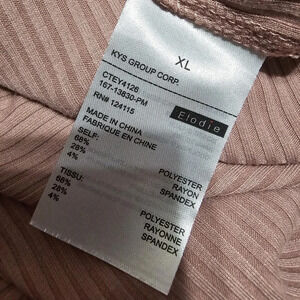 XL
KYS GROUP CORP.
CTEY4126
167-13830-PM
RN# 124115
Elodie
MADE IN CHINA
FABRIQUE EN CHINE
SELF:
68% POLYESTER
28% RAYON
4% SPANDEX
TISSU:
68% POLYESTER
28% RAYONNE
4% SPANDEX